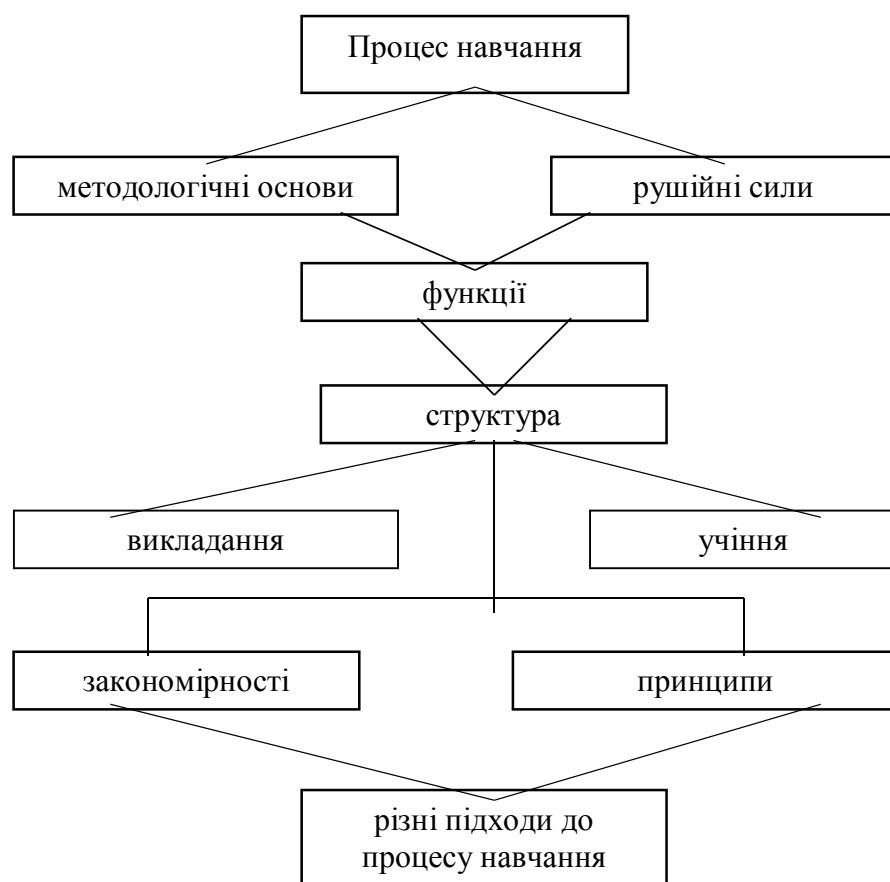 Процес навчання
методологічні основи
рушійні сили
функції
структура
викладання
учіння
закономірності
принципи
різні підходи до
процесу навчання